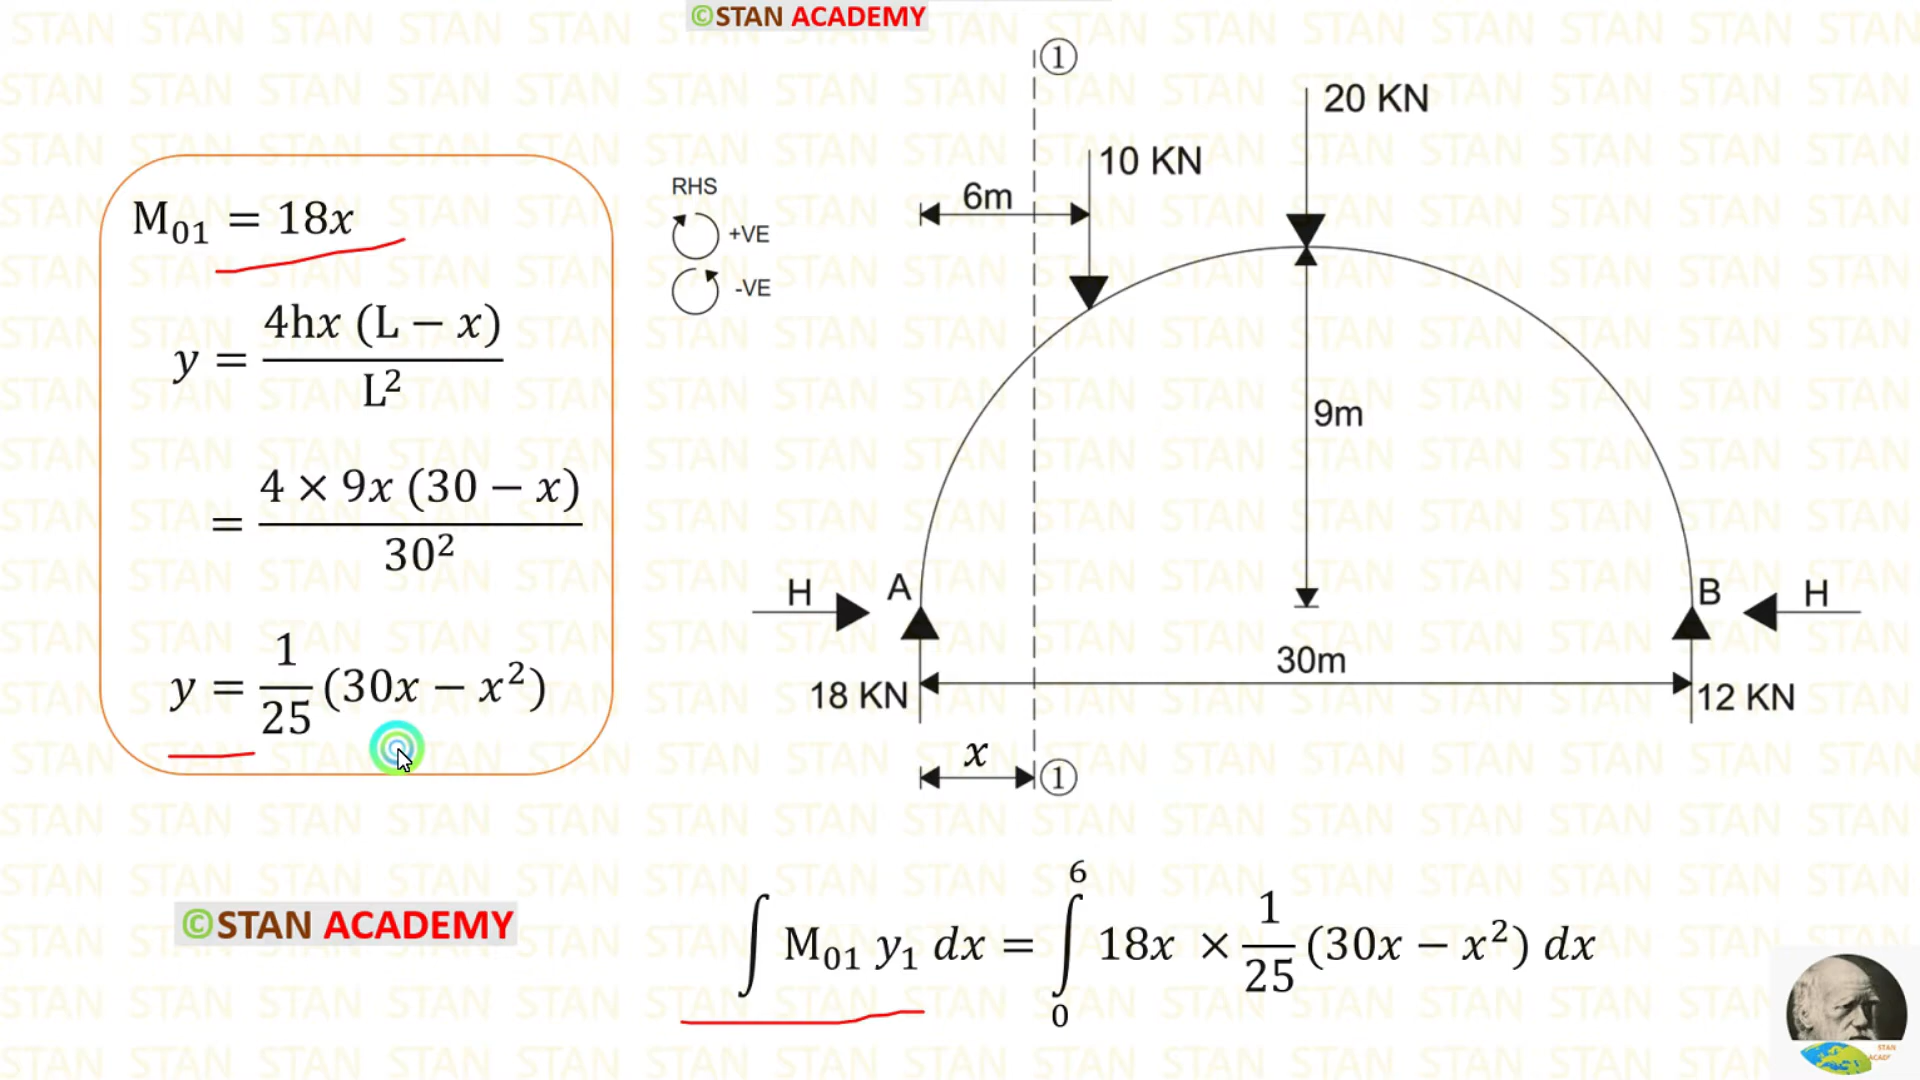 ©STAN ACADEMY
M₀₁ = 18x
y = 4hx (L − x) / L²
= 4 × 9x (30 − x) / 30²
y = 1/25 (30x − x²)
©STAN ACADEMY
RHS
+VE
-VE
①
20 KN
10 KN
6m
9m
H A
B H
30m
18 KN
12 KN
x
①
∫ M₀₁ y₁ dx = ∫₀⁶ 18x × 1/25 (30x − x²) dx
STAN
ACADY